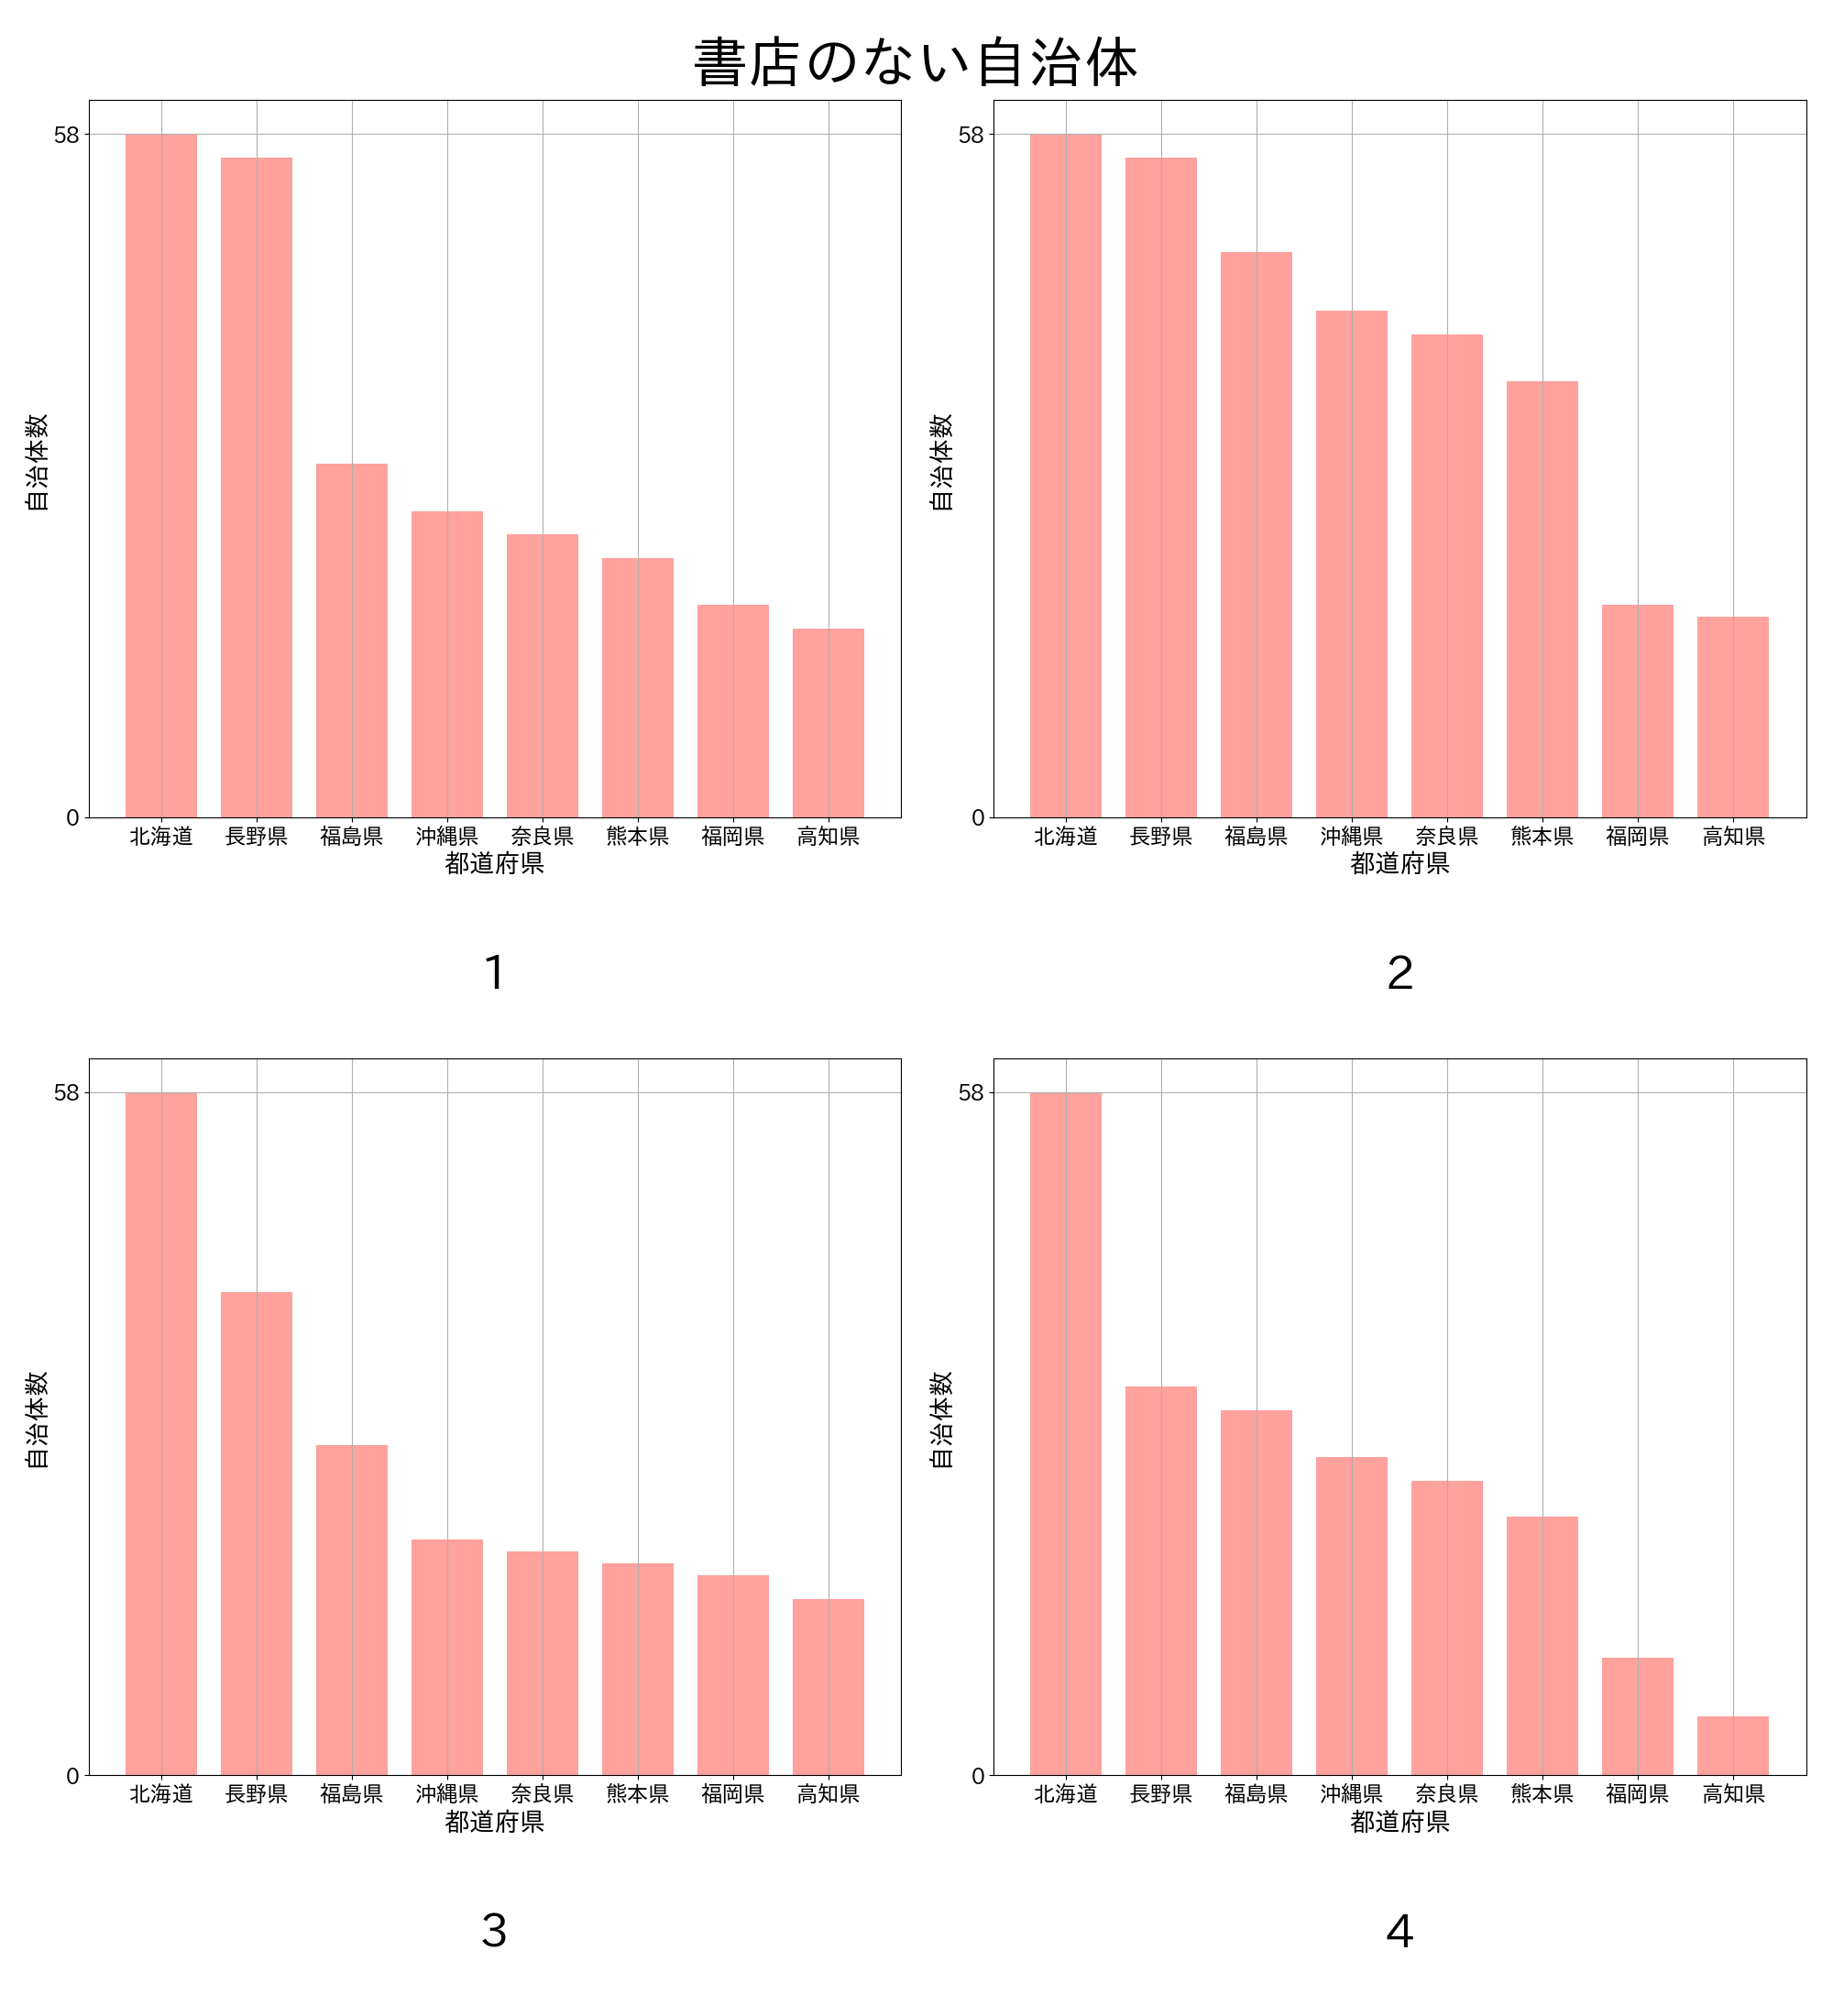 書店のない自治体
58
0
自治体数
北海道 長野県 福島県 沖縄県 奈良県 熊本県 福岡県 高知県
都道府県
1
58
0
自治体数
北海道 長野県 福島県 沖縄県 奈良県 熊本県 福岡県 高知県
都道府県
2
58
0
自治体数
北海道 長野県 福島県 沖縄県 奈良県 熊本県 福岡県 高知県
都道府県
3
58
0
自治体数
北海道 長野県 福島県 沖縄県 奈良県 熊本県 福岡県 高知県
都道府県
4